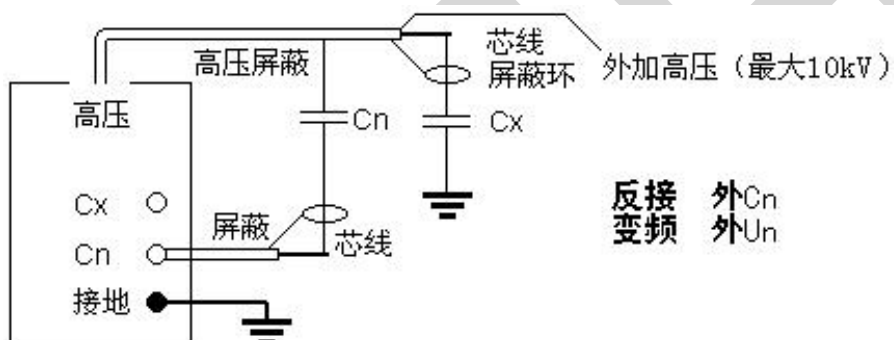 高压屏蔽
芯线
屏蔽环
外加高压（最大10kV）
高压
Cn
Cx
Cx
屏蔽
Cn
芯线
接地
反接 外Cn
变频 外Un